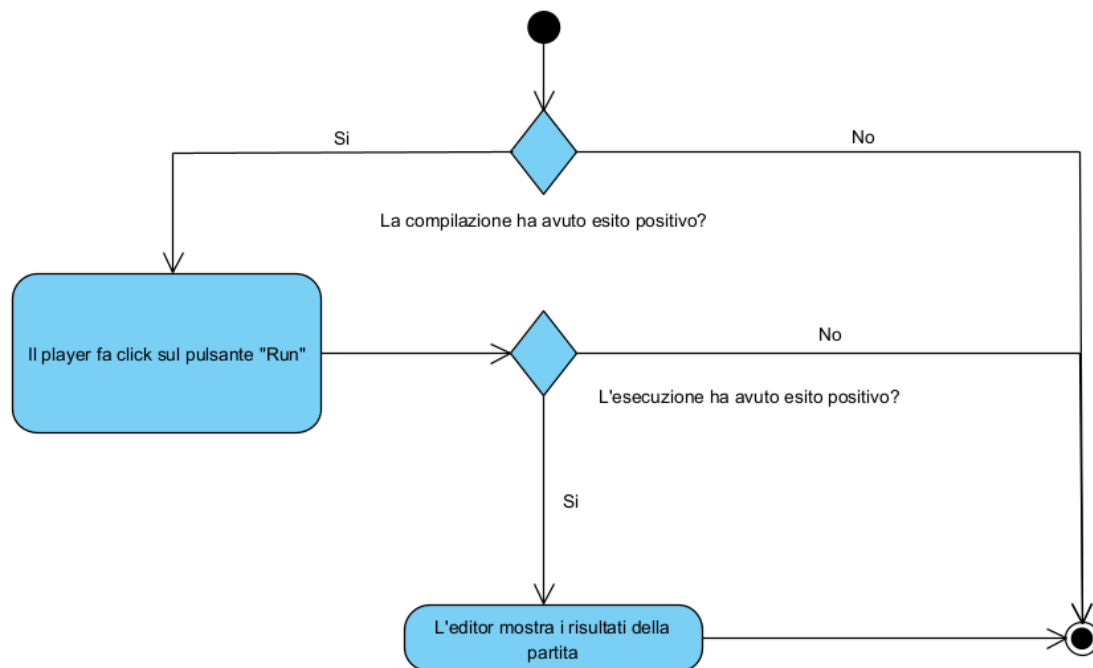 Si
No
La compilazione ha avuto esito positivo?
Il player fa click sul pulsante "Run"
No
L'esecuzione ha avuto esito positivo?
Si
L'editor mostra i risultati della
partita